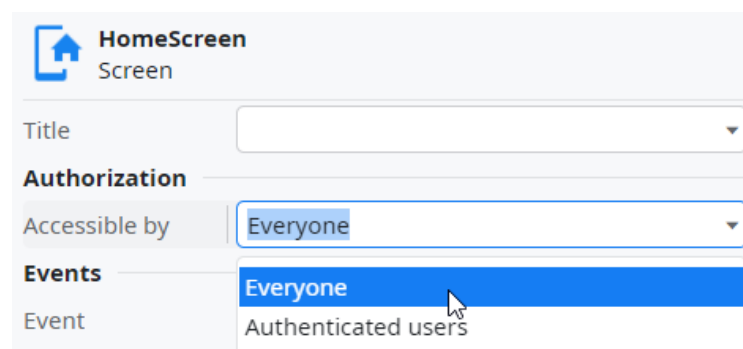 HomeScreen
Screen
Title
Authorization
Accessible by Everyone
Events
Everyone
Event
Authenticated users